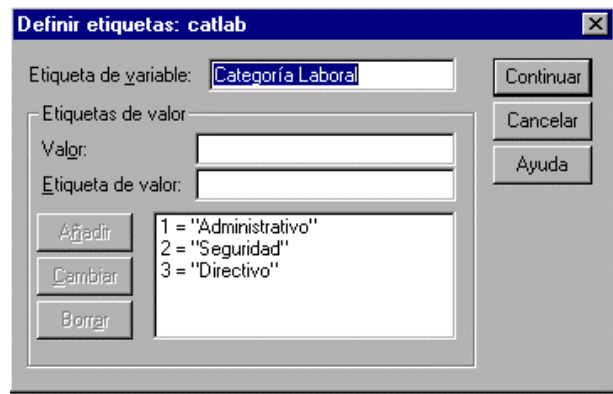 Definir etiquetas: catlab
Etiqueta de variable: Categoría Laboral
Continuar
Etiquetas de valor
Cancelar
Valor:
Ayuda
Etiqueta de valor:
Añadir
1 = "Administrativo"
2 = "Seguridad"
Cambiar
3 = "Directivo"
Borrar